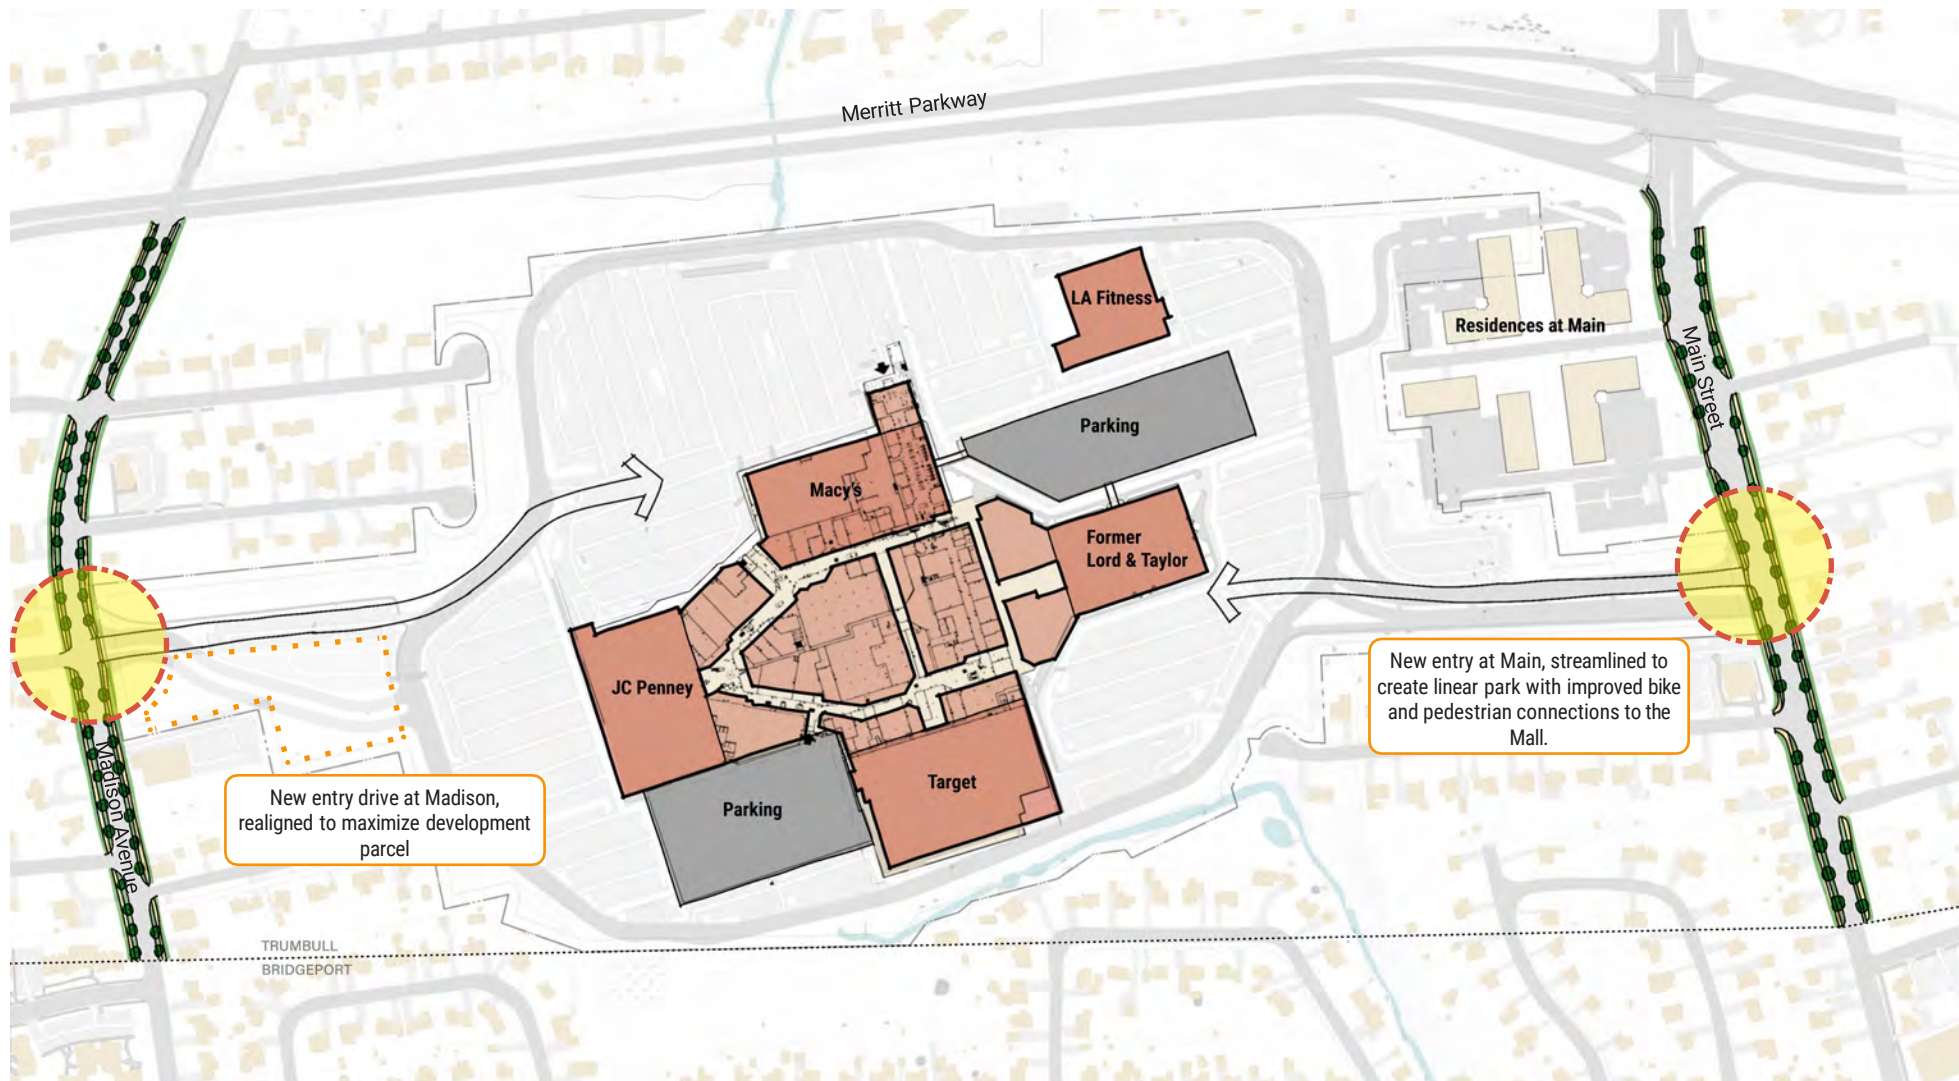 Merritt Parkway
LA Fitness
Residences at Main
Main Street
Parking
Macy's
Former
Lord & Taylor
JC Penney
New entry at Main, streamlined to
create linear park with improved bike
and pedestrian connections to the
Mall.
Madison Avenue
New entry drive at Madison,
realigned to maximize development
parcel
Parking
Target
TRUMBULL
BRIDGEPORT